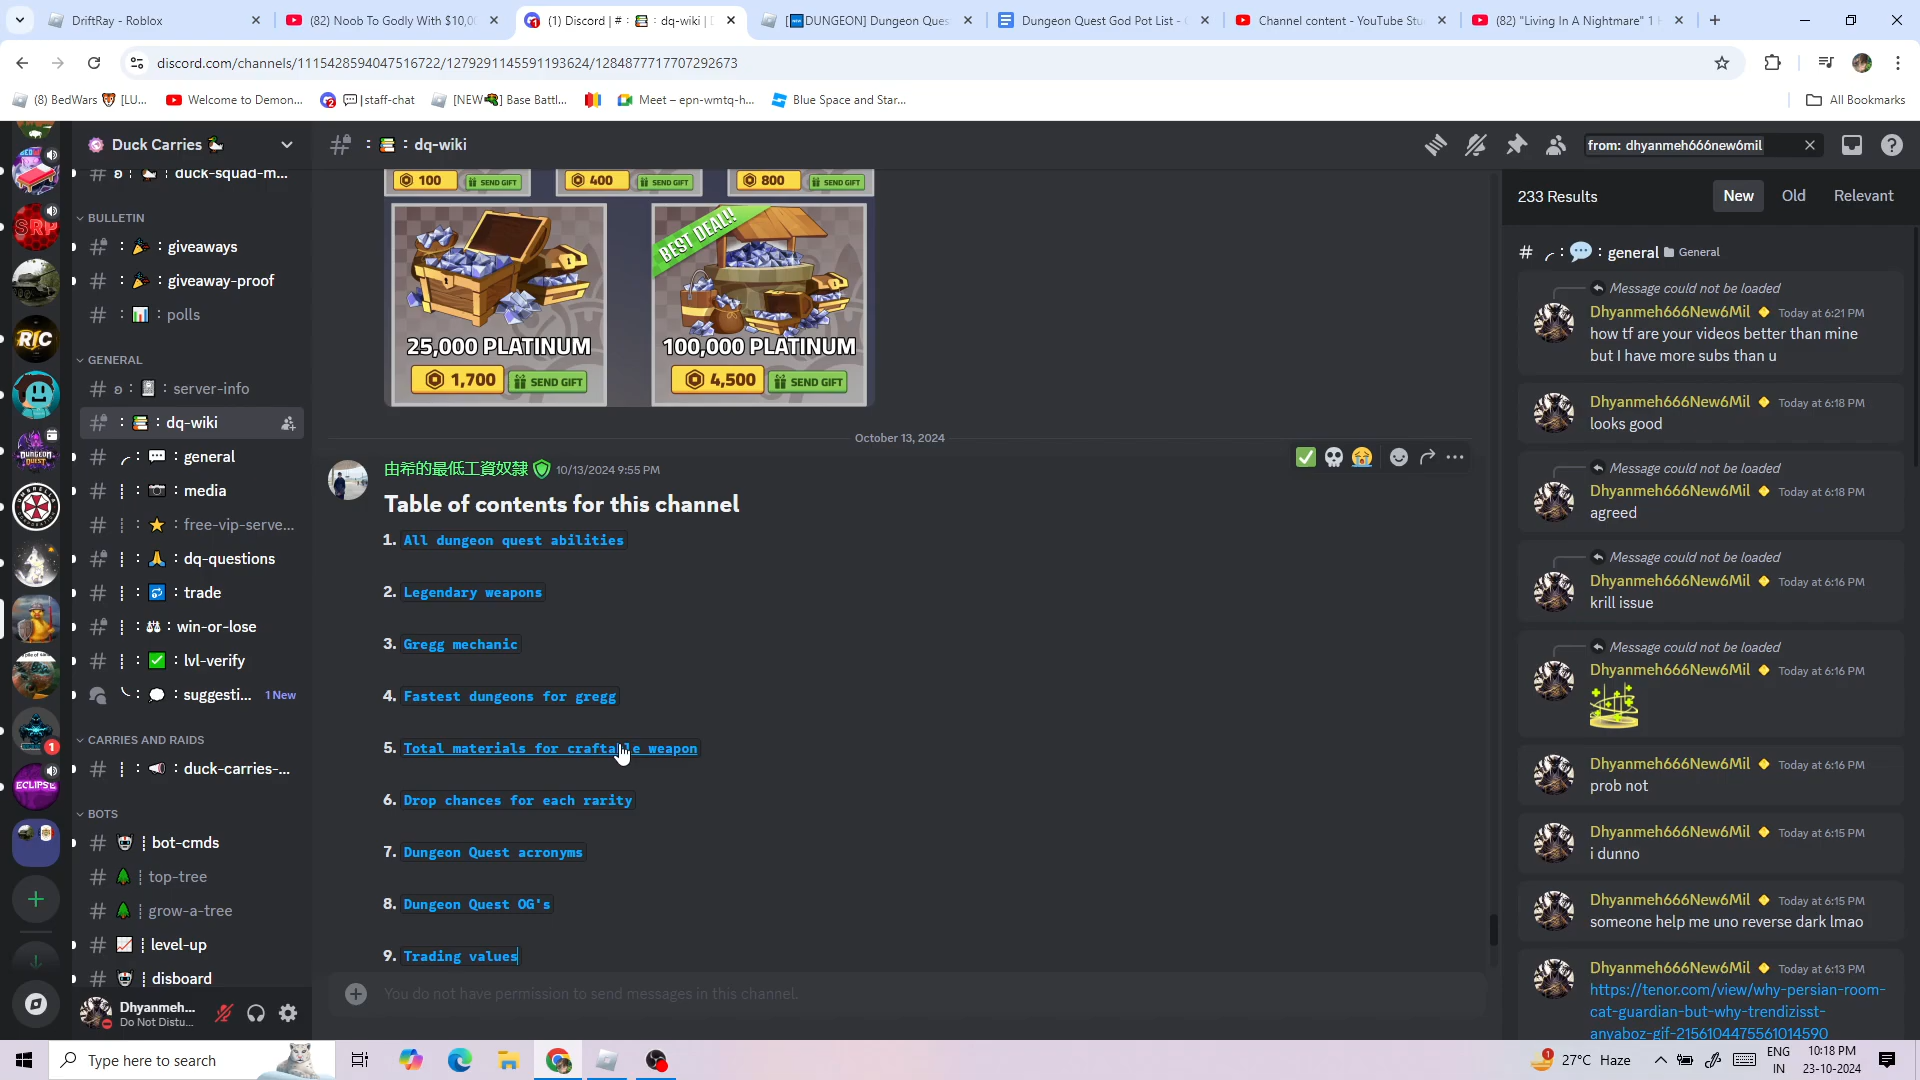 DriftRay - Roblox
(82) Noob To Godly With $10,0
(1) Discord | # :
: dq-wiki | D
[
DUNGEON] Dungeon Ques
Dungeon Quest God Pot List -
Channel content - YouTube Stu
(82) "Living In A Nightmare" 1
discord.com/channels/1115428594047516722/1279291145591193624/1284877717707292673
(8) BedWars 🐯 [LU...
Welcome to Demon...
💬|staff-chat
[NEW🧟] Base Battl...
Meet – epn-wmtq-h...
Blue Space and Star...
All Bookmarks
Duck Carries 🦆
duck-squad-m...
BULLETIN
: 🎉 : giveaways
: 🎉 : giveaway-proof
: 📊 : polls
GENERAL
: server-info
: 📚 : dq-wiki
: 💬 : general
: 📷 : media
: ⭐ : free-vip-serve...
: 🙏 : dq-questions
: 🔁 : trade
: ⚖ : win-or-lose
: ✅ : lvl-verify
: 💭 : suggesti...
1 New
CARRIES AND RAIDS
: 📢 : duck-carries-...
BOTS
bot-cmds
🌲 ┆ top-tree
🌲 ┆ grow-a-tree
📈 ┆ level-up
disboard
Dhyanmeh...
Do Not Distu...
SRP
RIC
DUNGEON QUEST
ECLIPSE
1
: 📚 : dq-wiki
100
SEND GIFT
400
SEND GIFT
800
SEND GIFT
25,000 PLATINUM
1,700
SEND GIFT
BEST DEAL!!
100,000 PLATINUM
4,500
SEND GIFT
October 13, 2024
由希的最低工資奴隸 10/13/2024 9:55 PM
Table of contents for this channel
1. All dungeon quest abilities
2. Legendary weapons
3. Gregg mechanic
4. Fastest dungeons for gregg
5. Total materials for craftable weapon
6. Drop chances for each rarity
7. Dungeon Quest acronyms
8. Dungeon Quest OG's
9. Trading values
You do not have permission to send messages in this channel.
from: dhyanmeh666new6mil
233 Results
New
Old
Relevant
: 💬 : general
General
Message could not be loaded
Dhyanmeh666New6Mil
Today at 6:21 PM
how tf are your videos better than mine
but I have more subs than u
Dhyanmeh666New6Mil
Today at 6:18 PM
looks good
Message could not be loaded
Dhyanmeh666New6Mil
Today at 6:18 PM
agreed
Message could not be loaded
Dhyanmeh666New6Mil
Today at 6:16 PM
krill issue
Message could not be loaded
Dhyanmeh666New6Mil
Today at 6:16 PM
Dhyanmeh666New6Mil
Today at 6:16 PM
prob not
Dhyanmeh666New6Mil
Today at 6:15 PM
i dunno
Dhyanmeh666New6Mil
Today at 6:15 PM
someone help me uno reverse dark lmao
Dhyanmeh666New6Mil
Today at 6:13 PM
https://tenor.com/view/why-persian-room-
cat-guardian-but-why-trendizisst-
anyaboz-gif-2156104475561014590
Type here to search
1
27°C Haze
ENG
IN
10:18 PM
23-10-2024